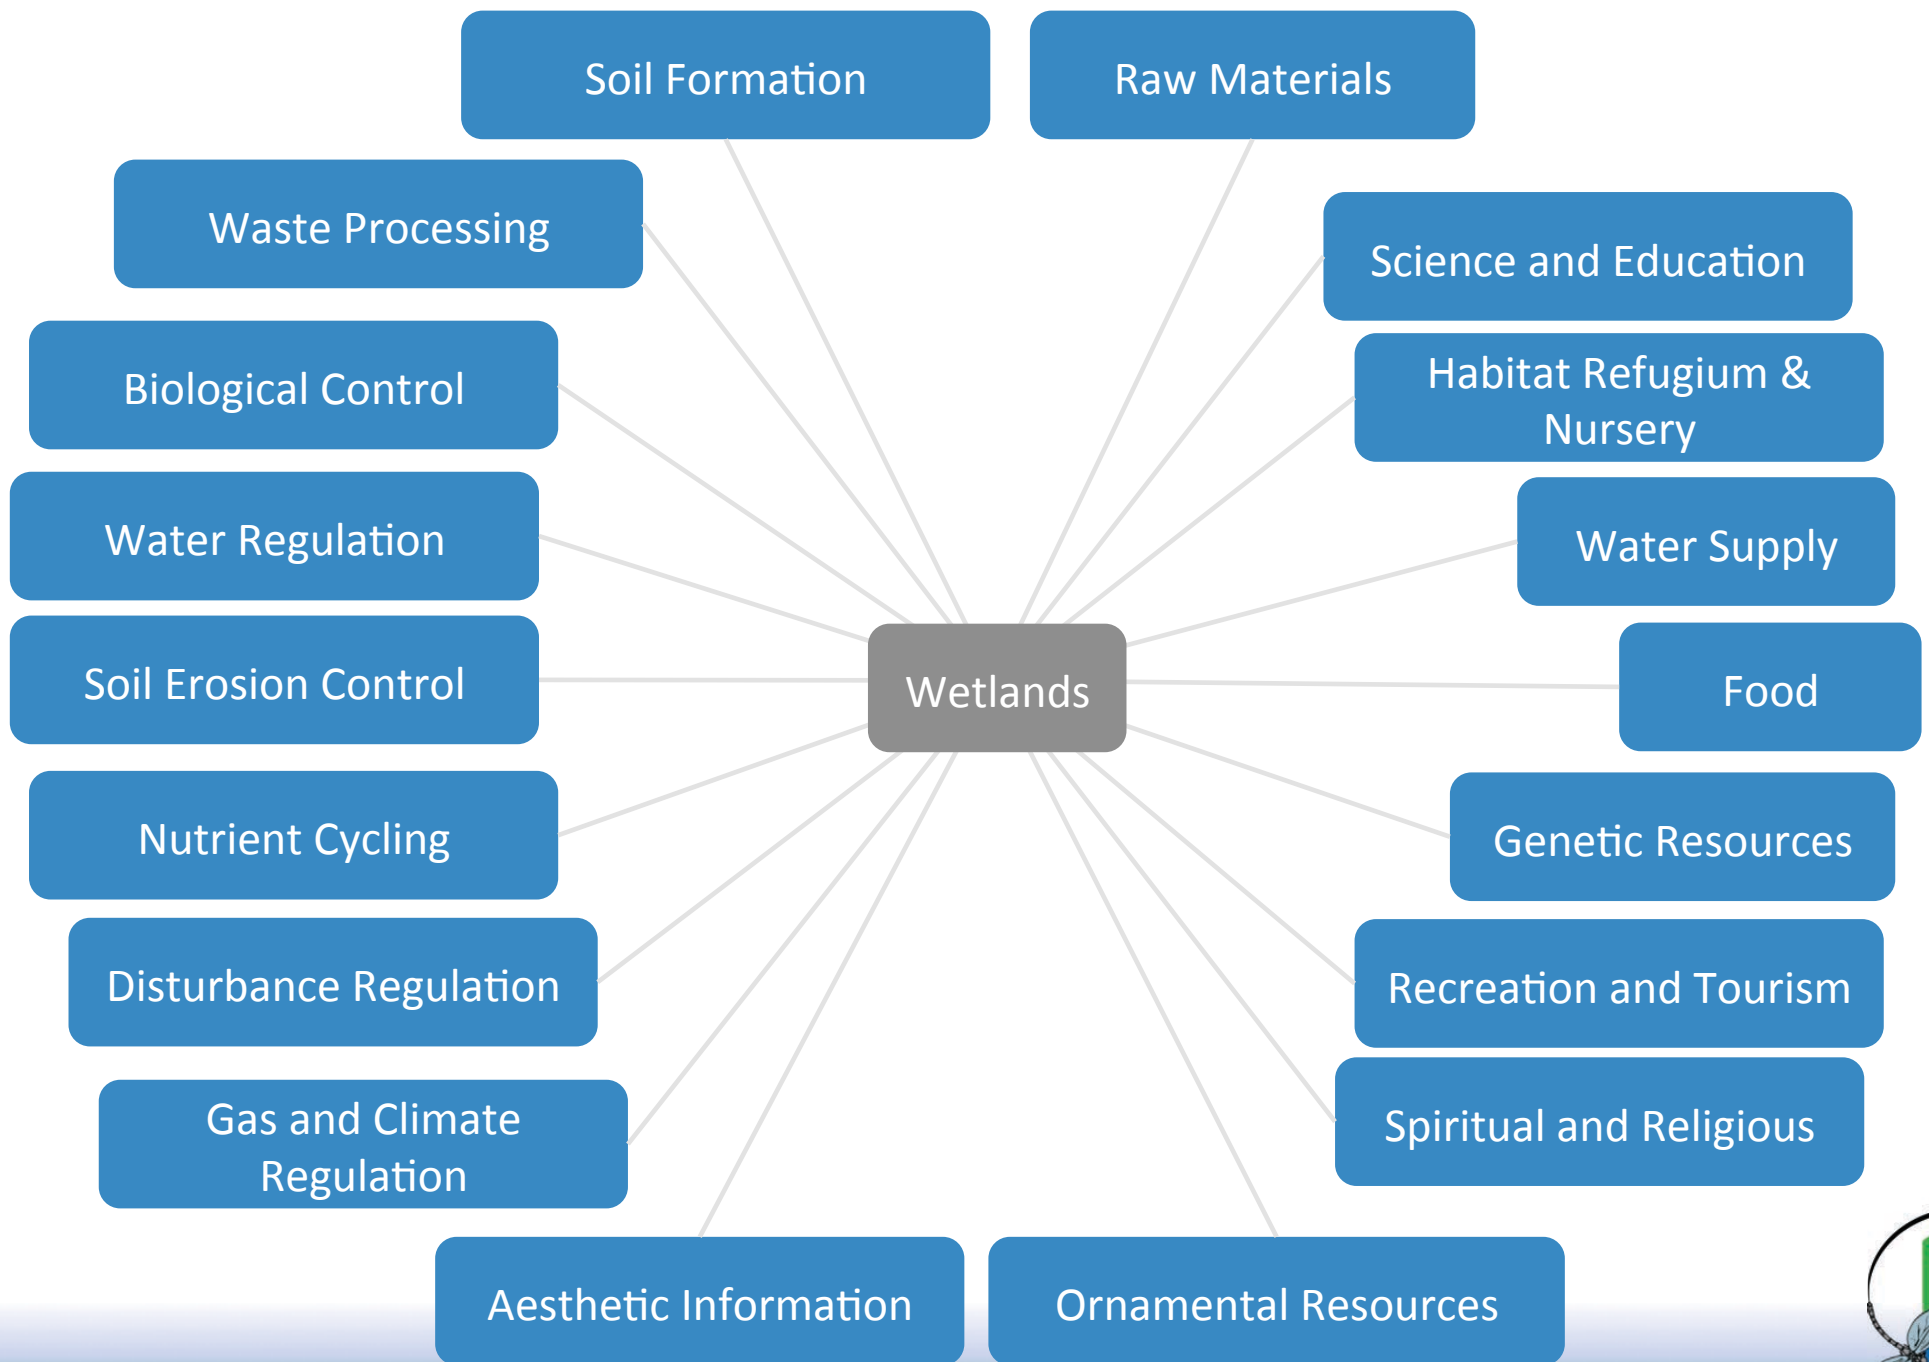 Soil Formation
Raw Materials
Waste Processing
Science and Education
Biological Control
Habitat Refugium &
Nursery
Water Regulation
Water Supply
Soil Erosion Control
Wetlands
Food
Nutrient Cycling
Genetic Resources
Disturbance Regulation
Recreation and Tourism
Gas and Climate
Regulation
Spiritual and Religious
Aesthetic Information
Ornamental Resources